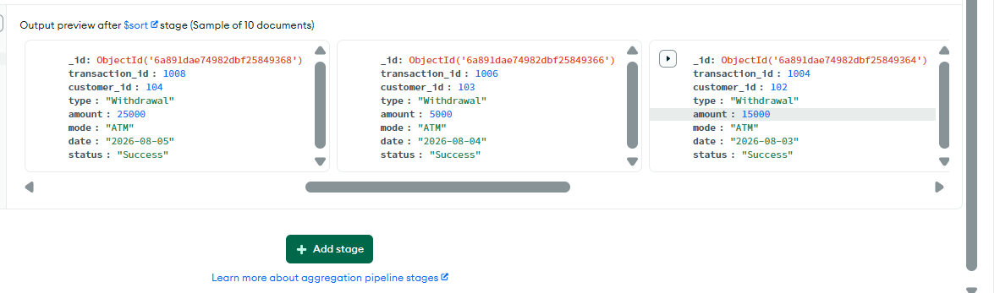 Output preview after $sort stage (Sample of 10 documents)
_id: ObjectId('6a891dae74982dbf25849368')
transaction_id : 1008
customer_id : 104
type : "Withdrawal"
amount : 25000
mode : "ATM"
date : "2026-08-05"
status : "Success"
_id: ObjectId('6a891dae74982dbf25849366')
transaction_id : 1006
customer_id : 103
type : "Withdrawal"
amount : 5000
mode : "ATM"
date : "2026-08-04"
status : "Success"
_id: ObjectId('6a891dae74982dbf25849364')
transaction_id : 1004
customer_id : 102
type : "Withdrawal"
amount : 15000
mode : "ATM"
date : "2026-08-03"
status : "Success"
+ Add stage
Learn more about aggregation pipeline stages